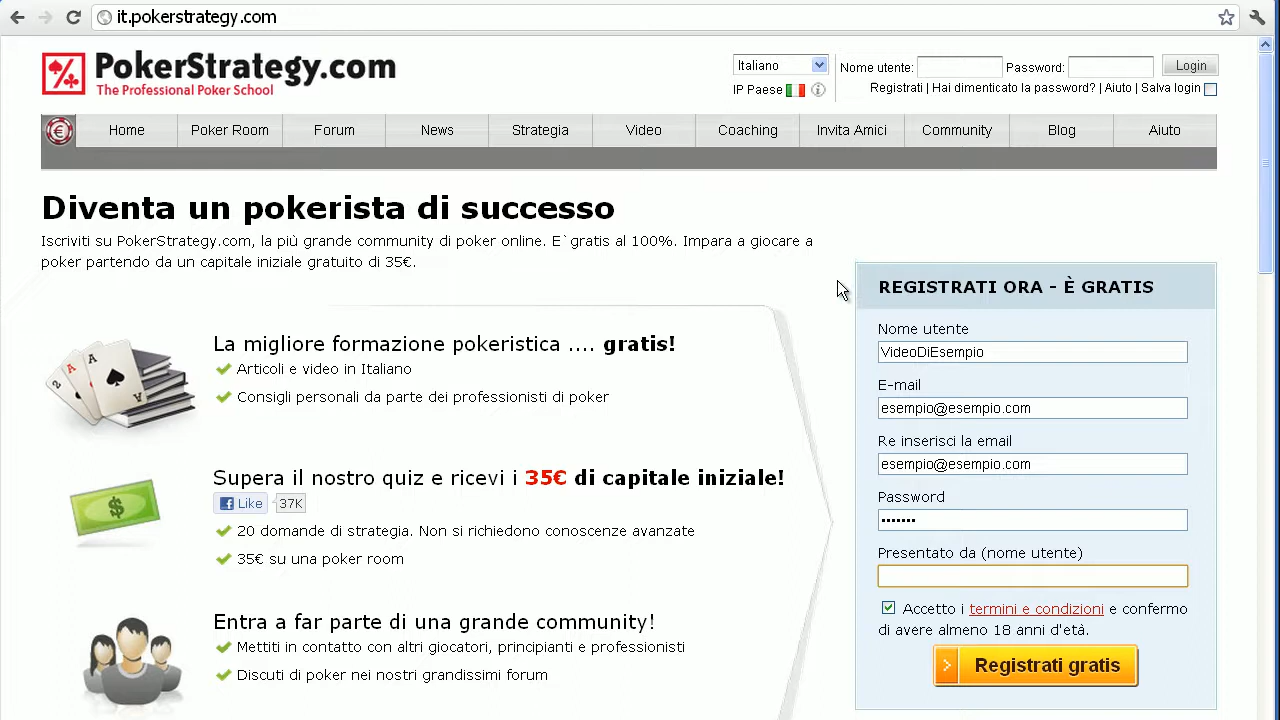 it.pokerstrategy.com
PokerStrategy.com
The Professional Poker School
Italiano
Nome utente:
Password:
Login
IP Paese
Registrati | Hai dimenticato la password? | Aiuto | Salva login
Home
Poker Room
Forum
News
Strategia
Video
Coaching
Invita Amici
Community
Blog
Aiuto
Diventa un pokerista di successo
Iscriviti su PokerStrategy.com, la più grande community di poker online. E`gratis al 100%. Impara a giocare a
poker partendo da un capitale iniziale gratuito di 35€.
La migliore formazione pokeristica .... gratis!
Articoli e video in Italiano
Consigli personali da parte dei professionisti di poker
Supera il nostro quiz e ricevi i 35€ di capitale iniziale!
Like 37K
20 domande di strategia. Non si richiedono conoscenze avanzate
35€ su una poker room
Entra a far parte di una grande community!
Mettiti in contatto con altri giocatori, principianti e professionisti
Discuti di poker nei nostri grandissimi forum
REGISTRATI ORA - È GRATIS
Nome utente
VideoDiEsempio
E-mail
esempio@esempio.com
Re inserisci la email
esempio@esempio.com
Password
•••••••
Presentato da (nome utente)
Accetto i termini e condizioni e confermo
di avere almeno 18 anni d'età.
Registrati gratis